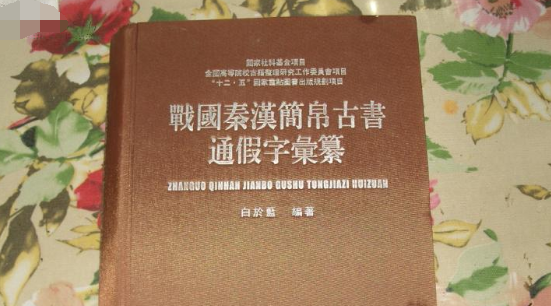 國家社科基金項目
全國高等院校古籍整理研究工作委員會項目
“十二·五”國家重點圖書出版規劃項目
戰國秦漢簡帛古書
通假字彙纂
ZHANGUO QINHAN JIANBO GUSHU TONGJIAZI HUIZUAN
白於藍 編著